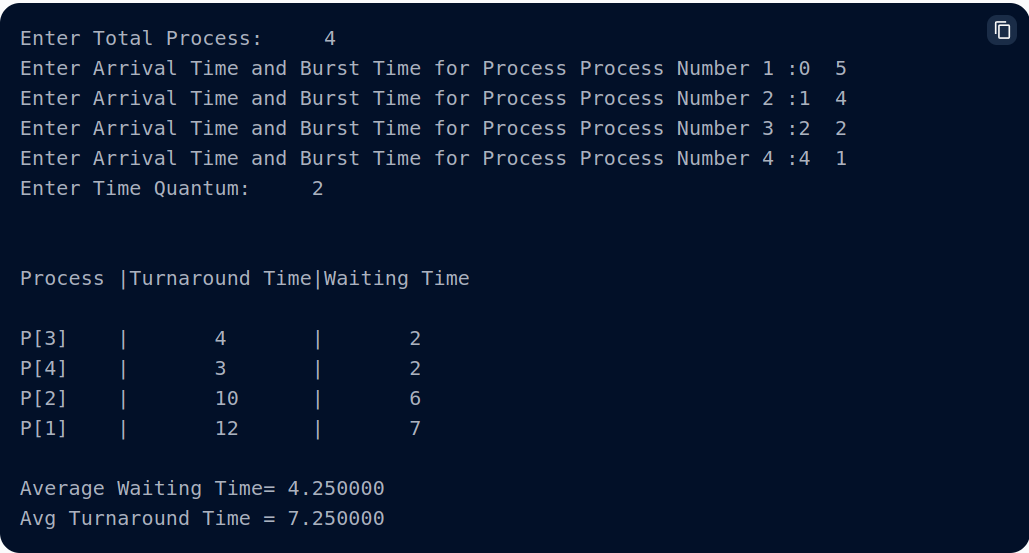 Enter Total Process:     4
Enter Arrival Time and Burst Time for Process Process Number 1 :0  5
Enter Arrival Time and Burst Time for Process Process Number 2 :1  4
Enter Arrival Time and Burst Time for Process Process Number 3 :2  2
Enter Arrival Time and Burst Time for Process Process Number 4 :4  1
Enter Time Quantum:     2
Process |Turnaround Time|Waiting Time
P[3]    |       4       |       2
P[4]    |       3       |       2
P[2]    |       10      |       6
P[1]    |       12      |       7
Average Waiting Time= 4.250000
Avg Turnaround Time = 7.250000